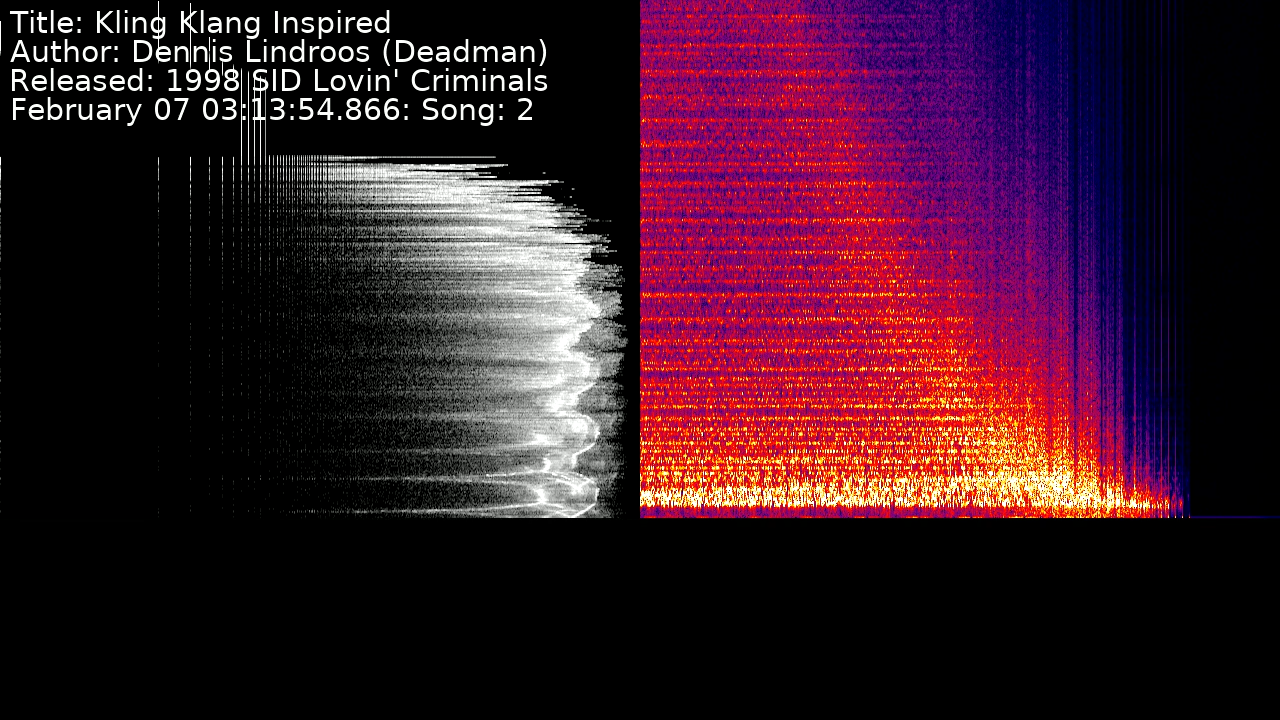 Title: Kling Klang Inspired
Author: Dennis Lindroos (Deadman)
Released: 1998 SID Lovin' Criminals
February 07 03:13:54.866: Song: 2